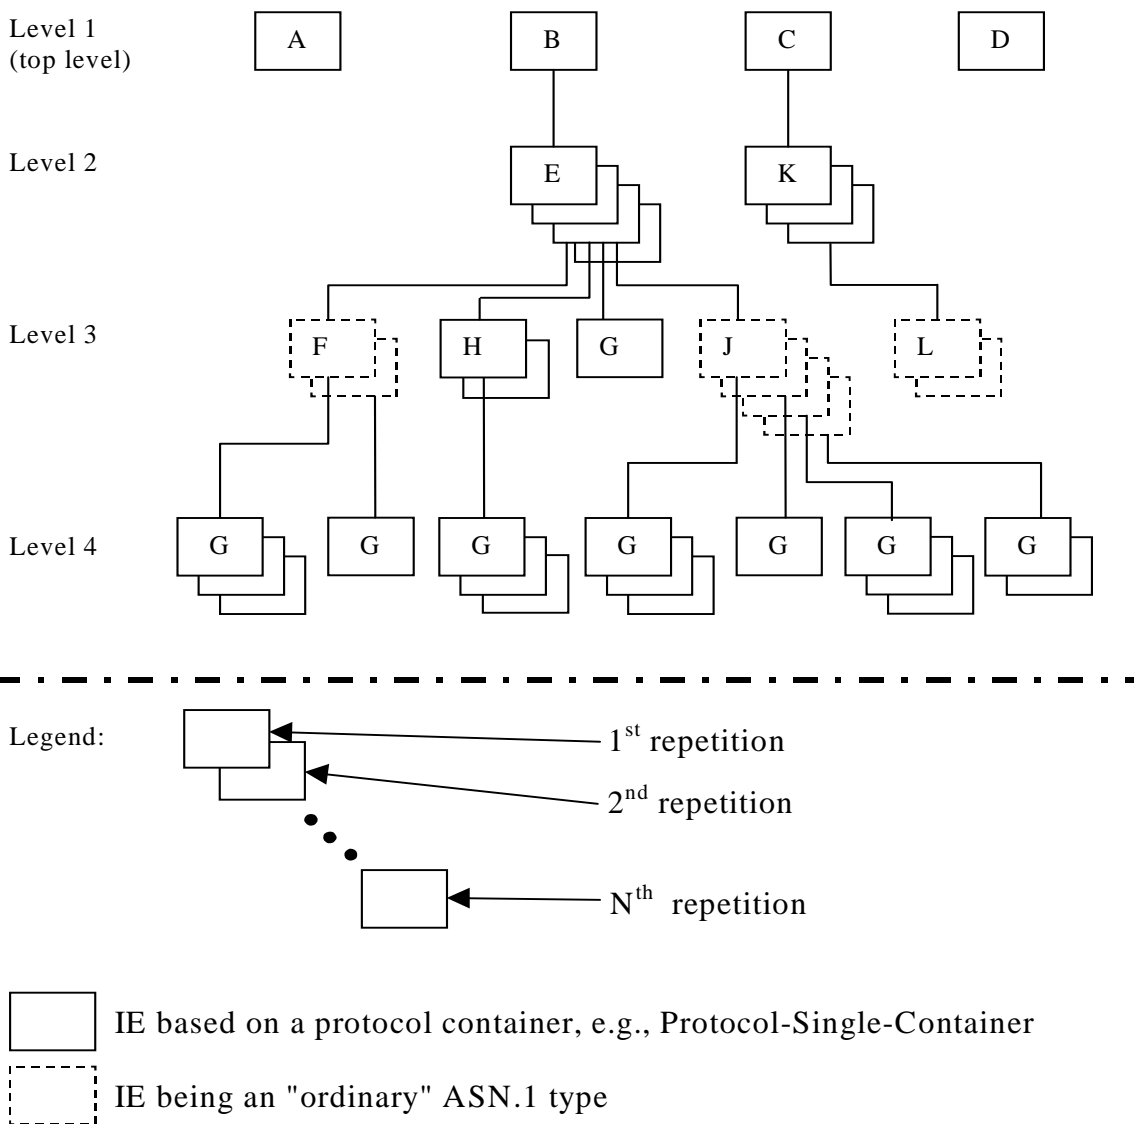 Level 1
(top level)
A B C D
Level 2
E K
Level 3
F H G J L
Level 4
G G G G G G G
Legend:
1st repetition
2nd repetition
Nth repetition
IE based on a protocol container, e.g., Protocol-Single-Container
IE being an "ordinary" ASN.1 type